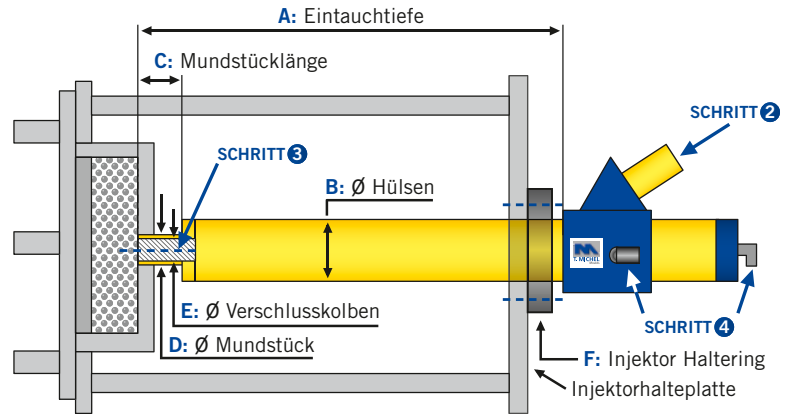 A: Eintauchtiefe
C: Mundstücklänge
SCHRITT 2
SCHRITT 3
B: Ø Hülsen
M
T. MICHEL
E: Ø Verschlusskolben
D: Ø Mundstück
SCHRITT 4
F: Injektor Haltering
Injektorhalteplatte